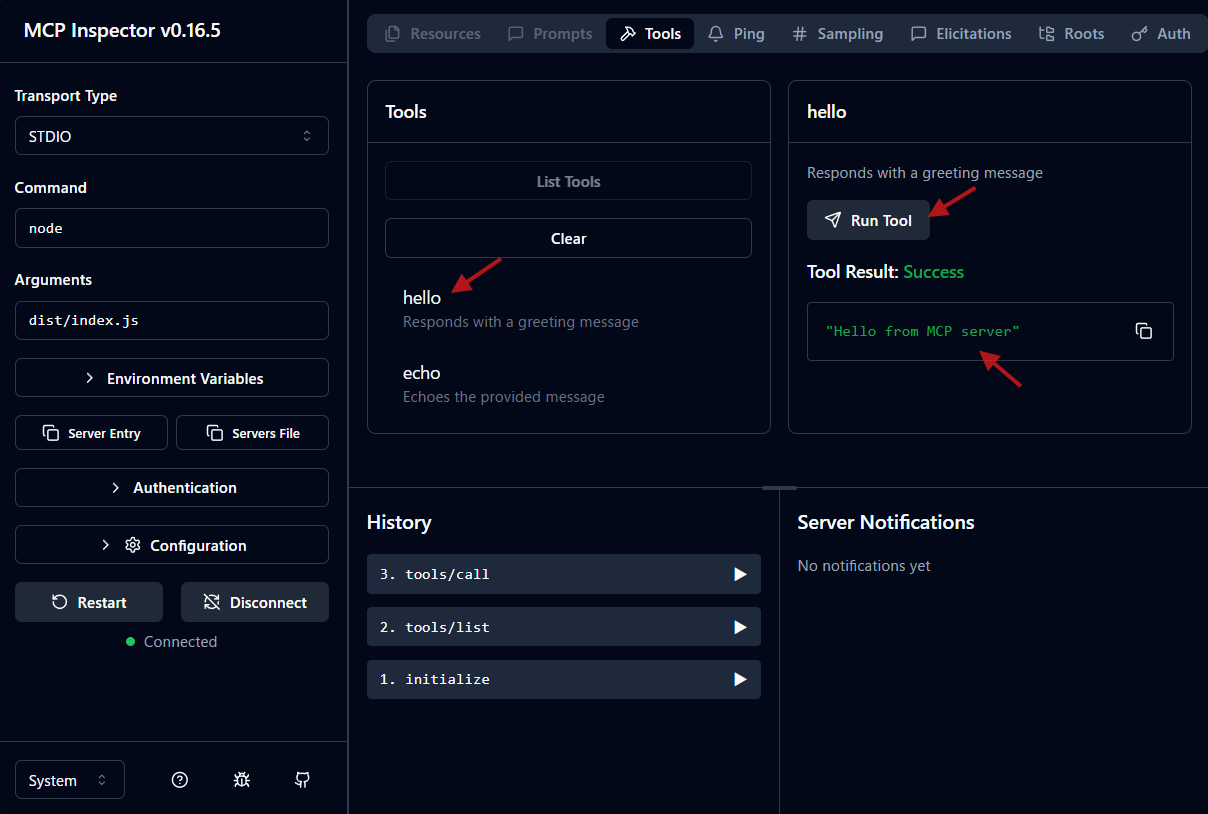 MCP Inspector v0.16.5
Transport Type
STDIO
Command
node
Arguments
dist/index.js
Environment Variables
Server Entry
Servers File
Authentication
Configuration
Restart
Disconnect
Connected
System
Resources
Prompts
Tools
Ping
Sampling
Elicitations
Roots
Auth
Tools
List Tools
Clear
hello
Responds with a greeting message
echo
Echoes the provided message
hello
Responds with a greeting message
Run Tool
Tool Result: Success
"Hello from MCP server"
History
3. tools/call
2. tools/list
1. initialize
Server Notifications
No notifications yet